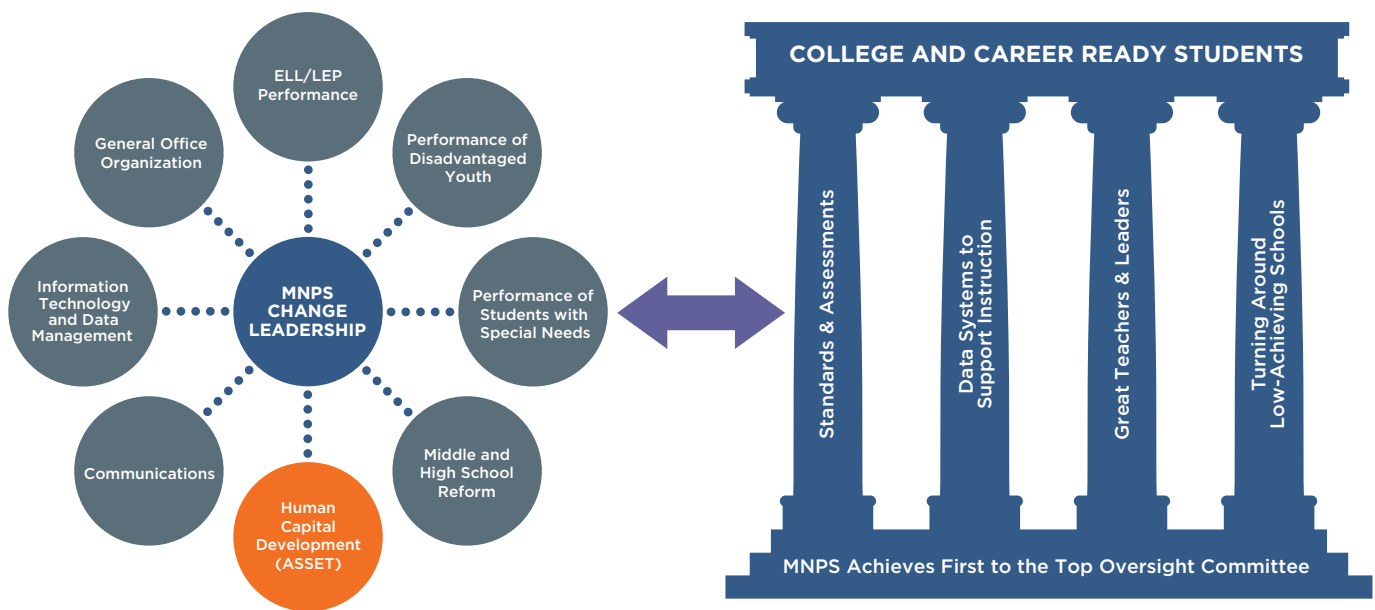 ELL/LEP
Performance
General Office
Organization
Performance of
Disadvantaged
Youth
Information
Technology
and Data
Management
MNPS
CHANGE
LEADERSHIP
Performance of
Students with
Special Needs
Communications
Middle and
High School
Reform
Human
Capital
Development
(ASSET)
COLLEGE AND CAREER READY STUDENTS
Standards & Assessments
Data Systems to
Support Instruction
Great Teachers & Leaders
Turning Around
Low-Achieving Schools
MNPS Achieves First to the Top Oversight Committee